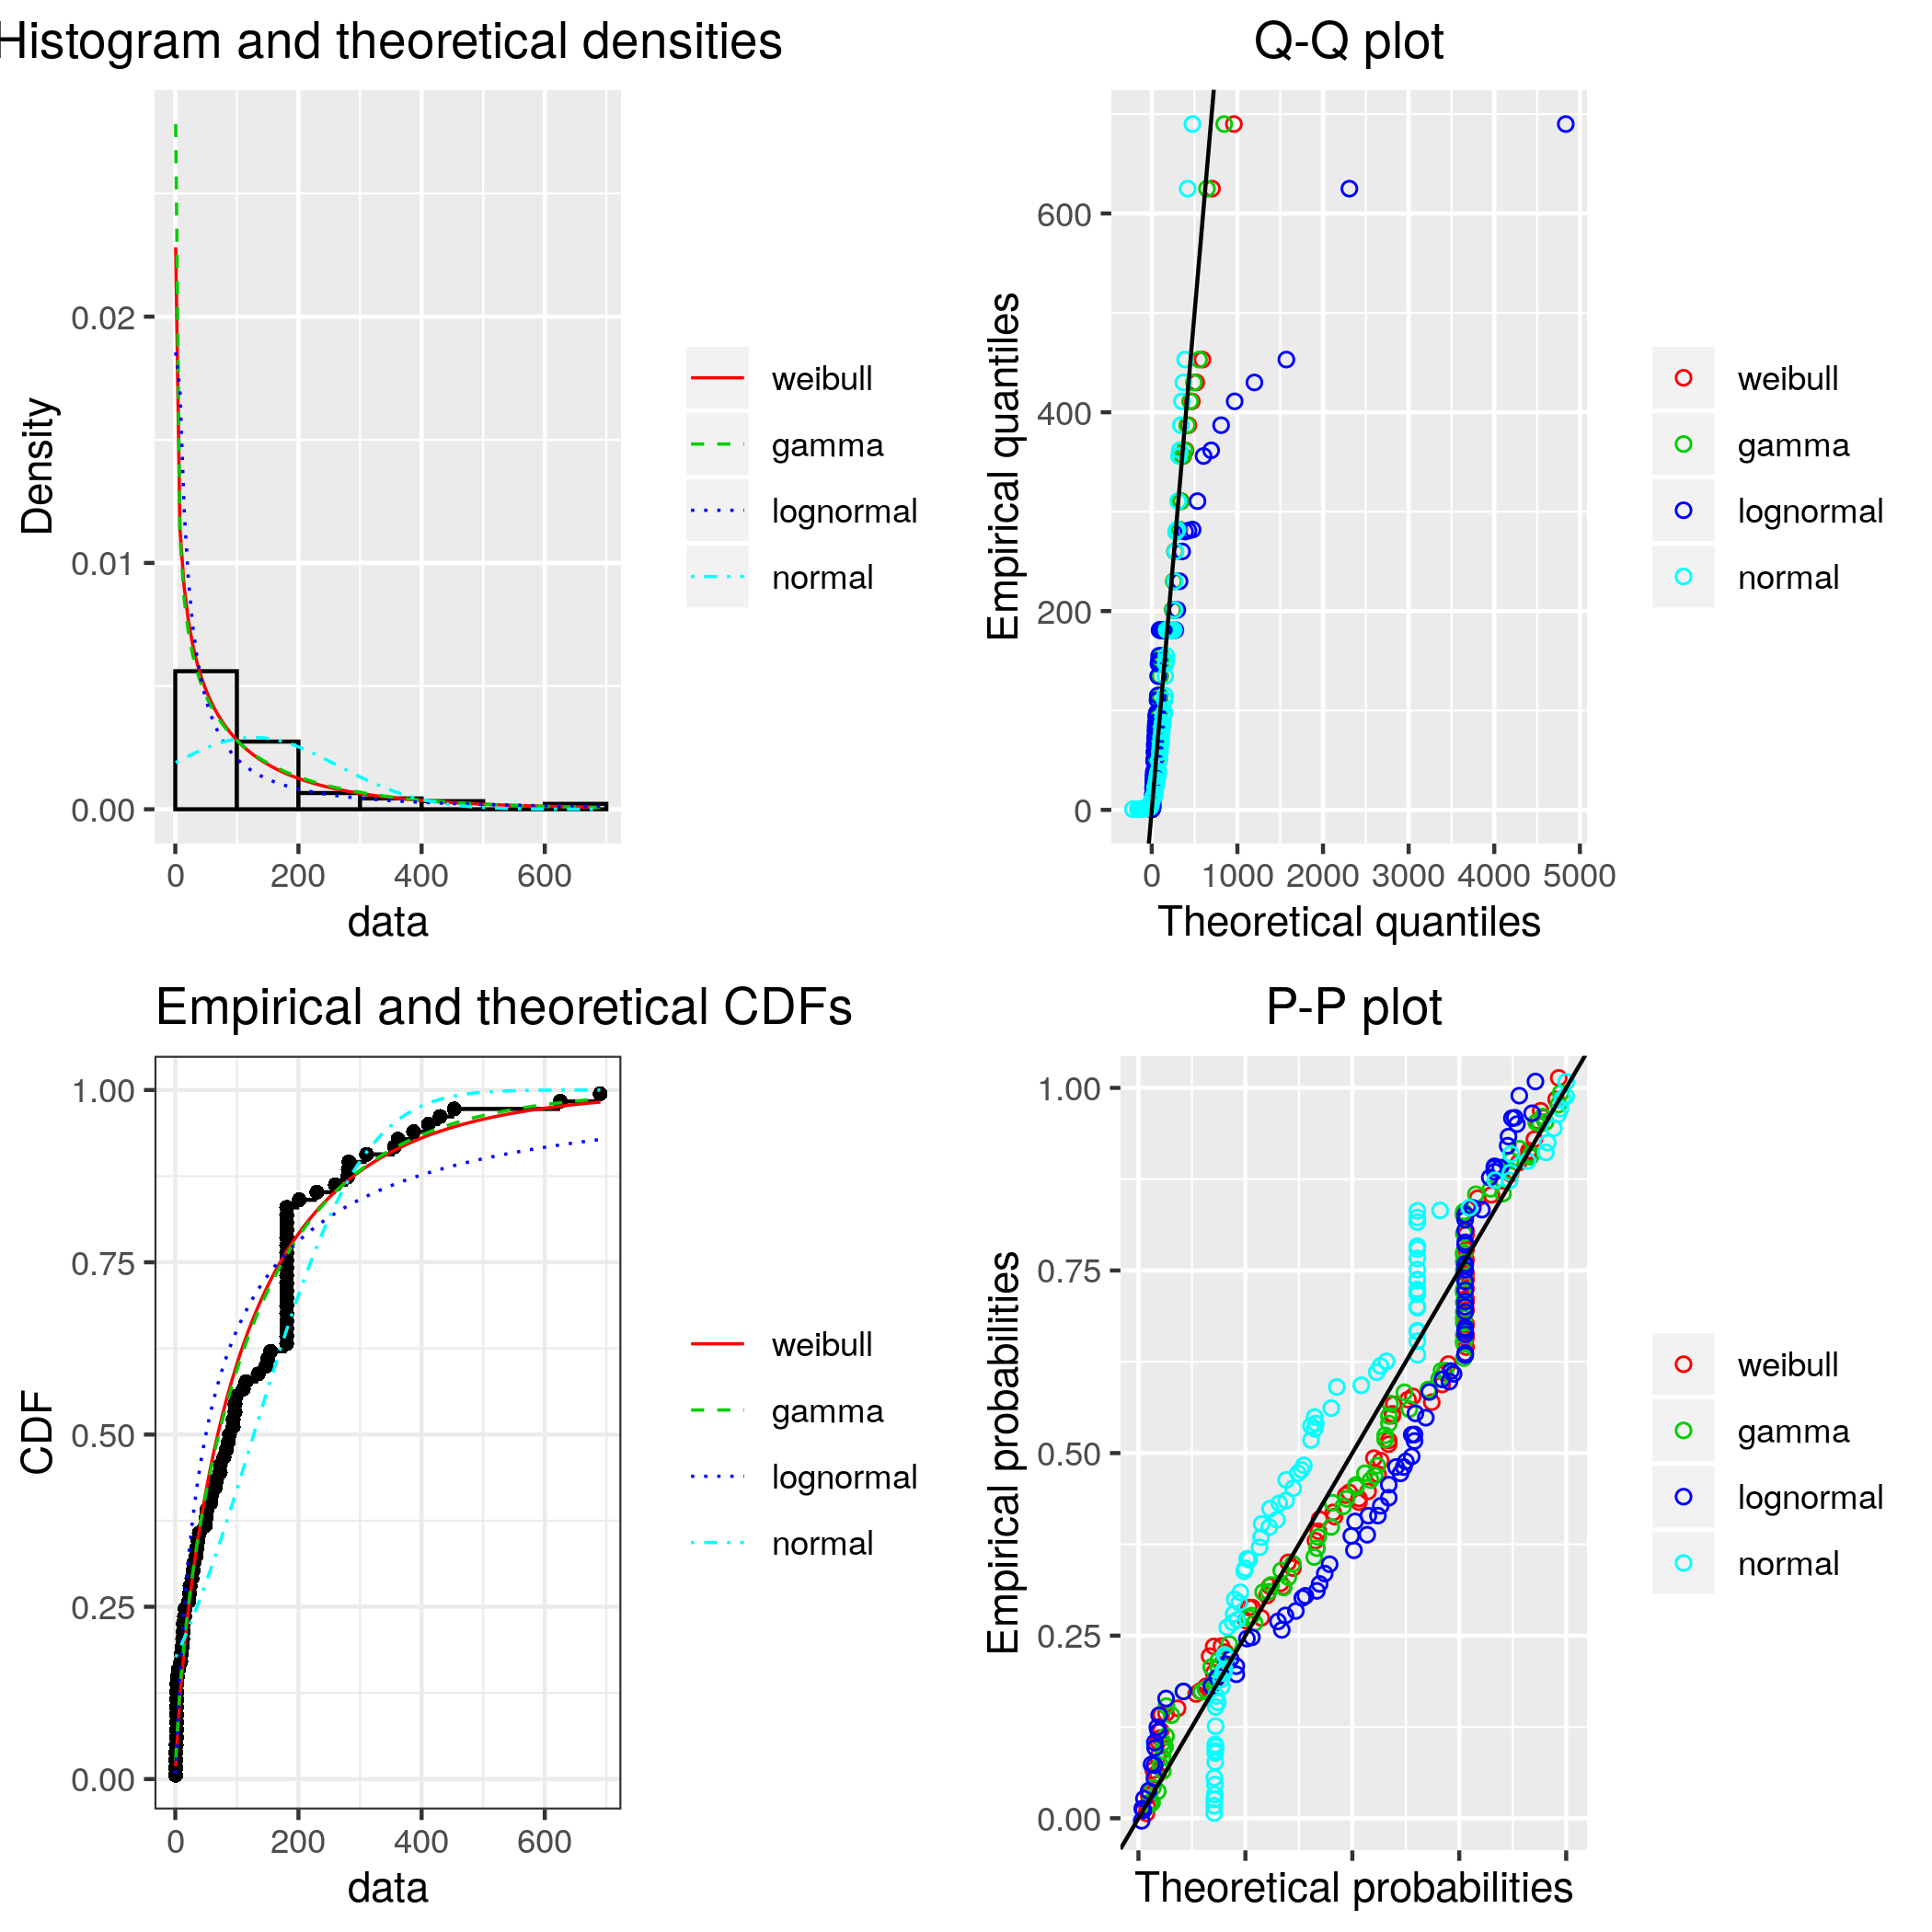 Histogram and theoretical densities
Density
0.02
0.01
0.00
0 200 400 600
data
weibull
gamma
lognormal
normal
Q-Q plot
Empirical quantiles
600
400
200
0
0 1000 2000 3000 4000 5000
Theoretical quantiles
weibull
gamma
lognormal
normal
Empirical and theoretical CDFs
CDF
1.00
0.75
0.50
0.25
0.00
0 200 400 600
data
weibull
gamma
lognormal
normal
P-P plot
Empirical probabilities
1.00
0.75
0.50
0.25
0.00
Theoretical probabilities
weibull
gamma
lognormal
normal